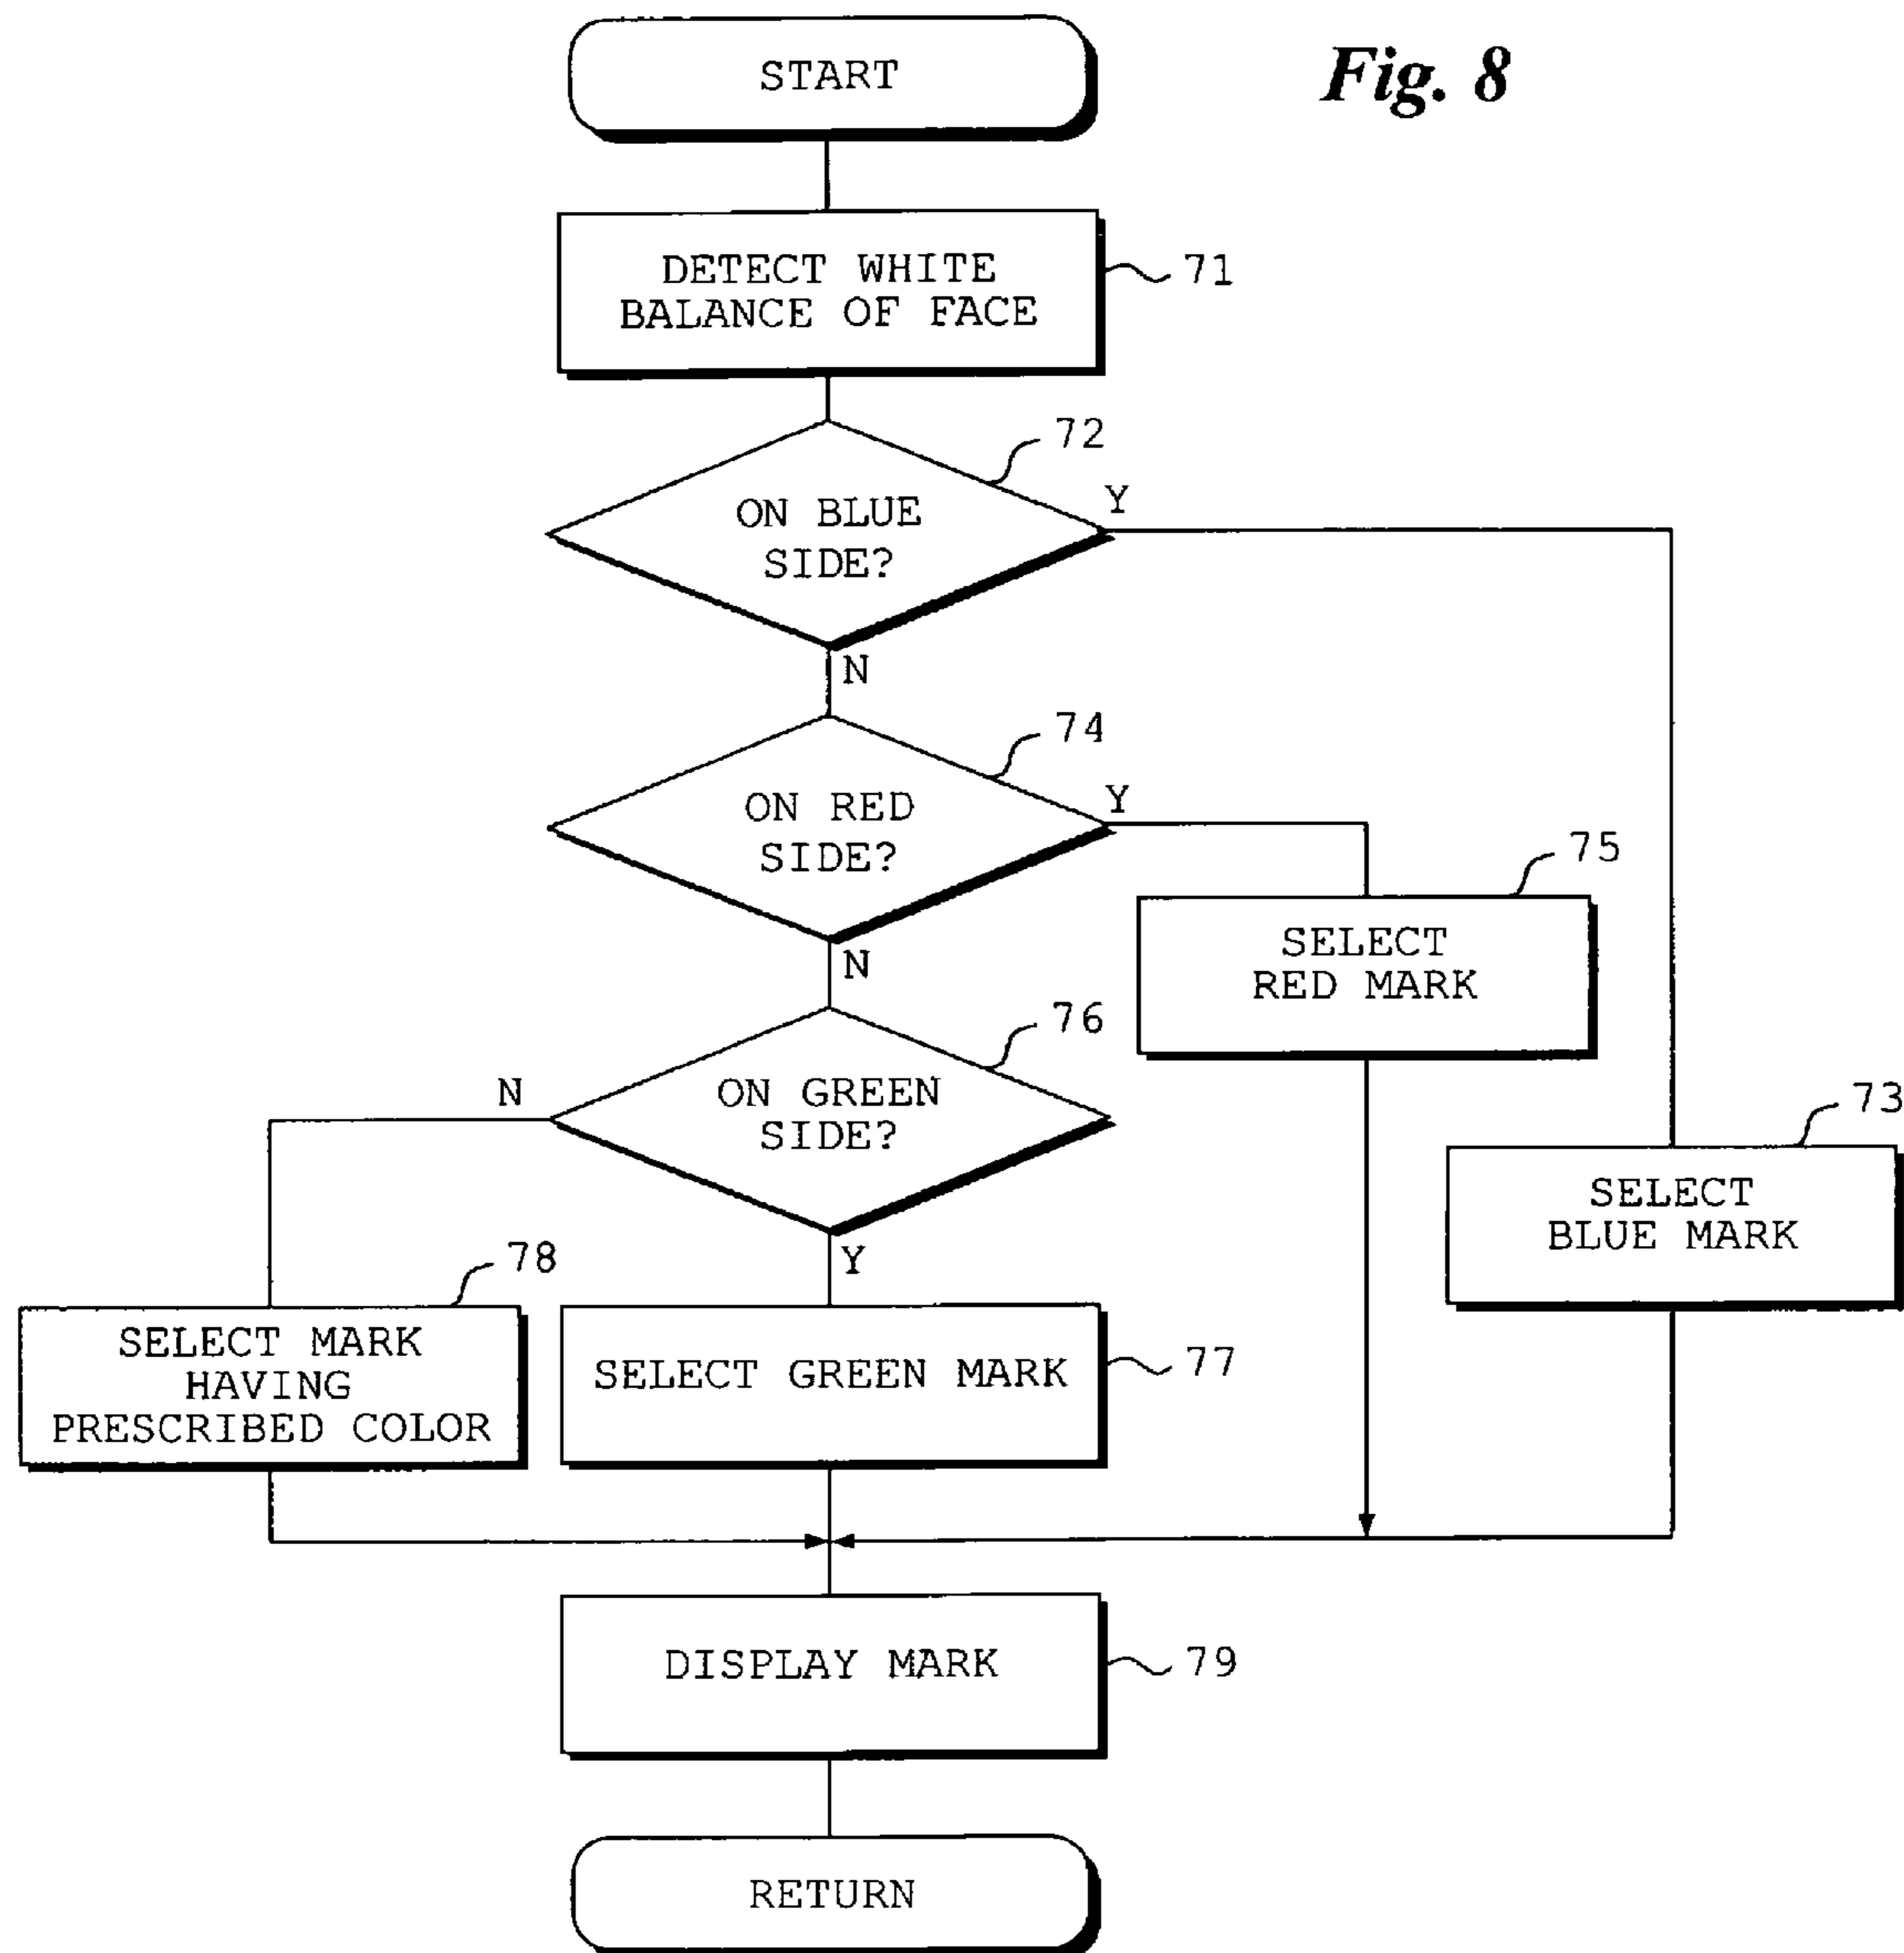 Fig. 8
START
DETECT WHITE
BALANCE OF FACE
71
72
ON BLUE
SIDE?
Y
N
74
ON RED
SIDE?
Y
N
75
SELECT
RED MARK
76
ON GREEN
SIDE?
N
Y
73
SELECT
BLUE MARK
78
SELECT MARK
HAVING
PRESCRIBED COLOR
SELECT GREEN MARK
77
DISPLAY MARK
79
RETURN